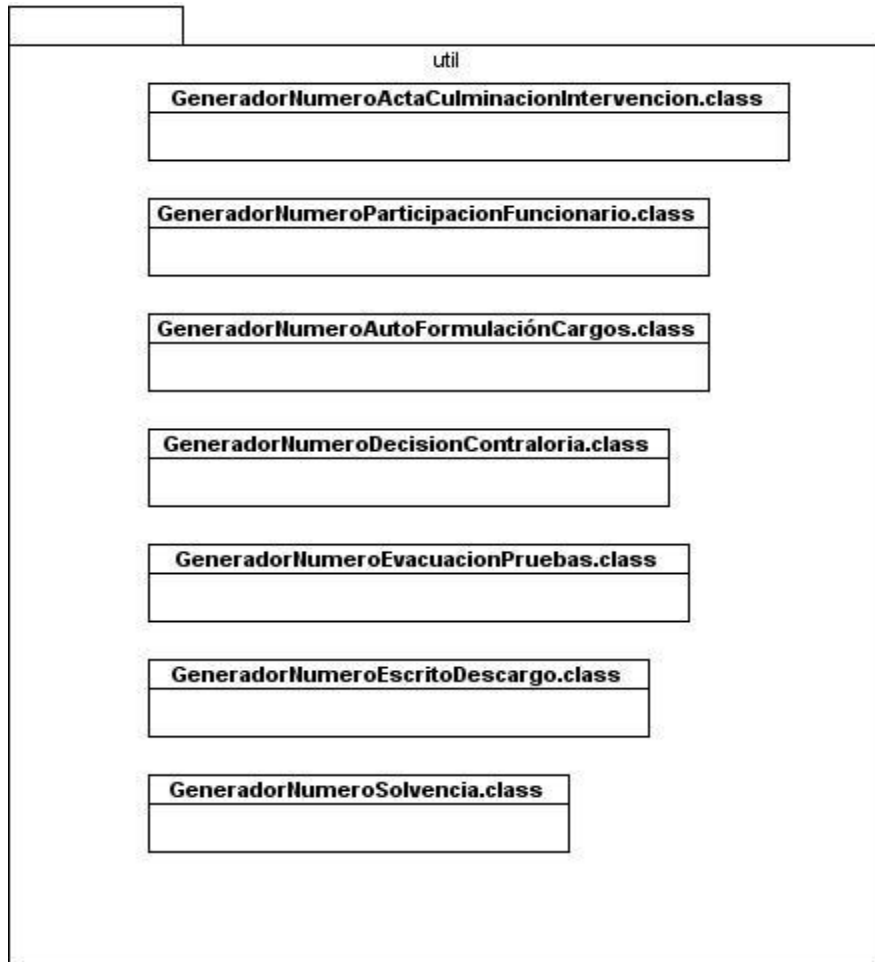 util
GeneradorNumeroActaCulminacionIntervencion.class
GeneradorNumeroParticipacionFuncionario.class
GeneradorNumeroAutoFormulaciónCargos.class
GeneradorNumeroDecisionContraloria.class
GeneradorNumeroEvacuacionPruebas.class
GeneradorNumeroEscritoDescargo.class
GeneradorNumeroSolvencia.class